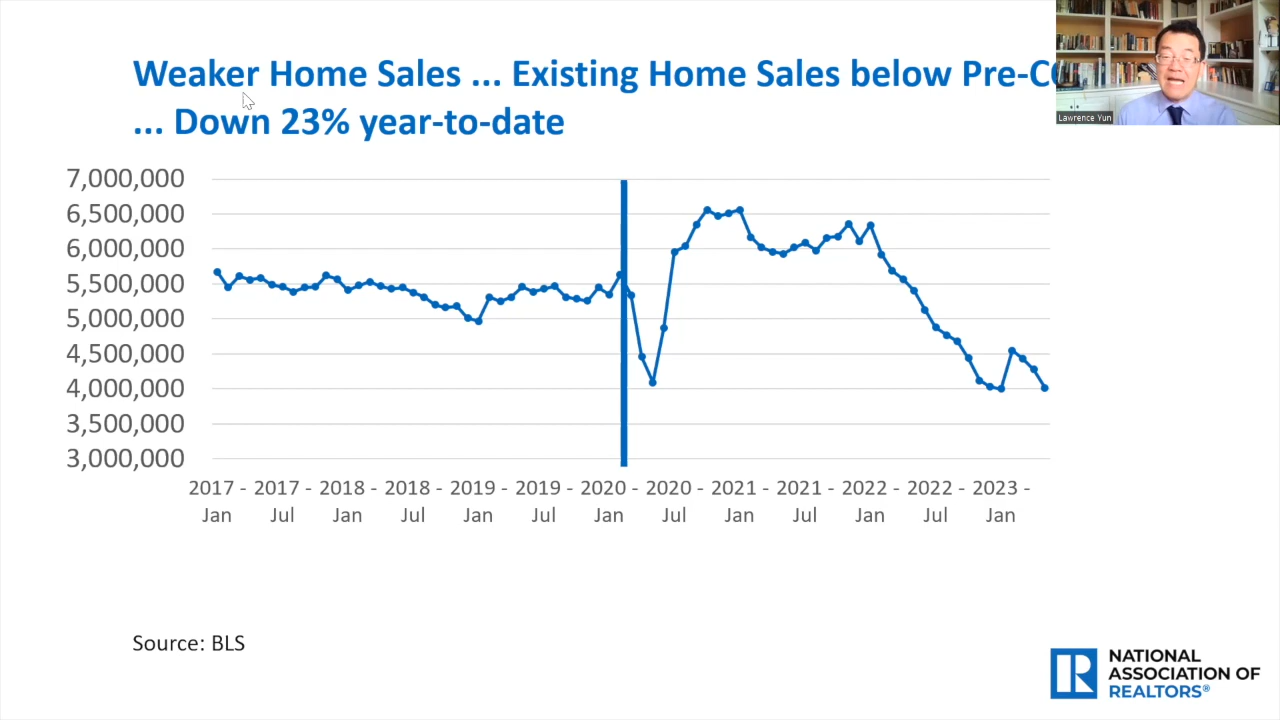 Weaker Home Sales ... Existing Home Sales below
... Down 23% year-to-date
Lawrence Yun
7,000,000
6,500,000
6,000,000
5,500,000
5,000,000
4,500,000
4,000,000
3,500,000
3,000,000
2017 - 2017 - 2018 - 2018 - 2019 - 2019 - 2020 - 2020 - 2021 - 2021 - 2022 - 2022 - 2023 -
Jan Jul Jan Jul Jan Jul Jan Jul Jan Jul Jan Jul Jan
Source: BLS
NATIONAL
ASSOCIATION OF
REALTORS®